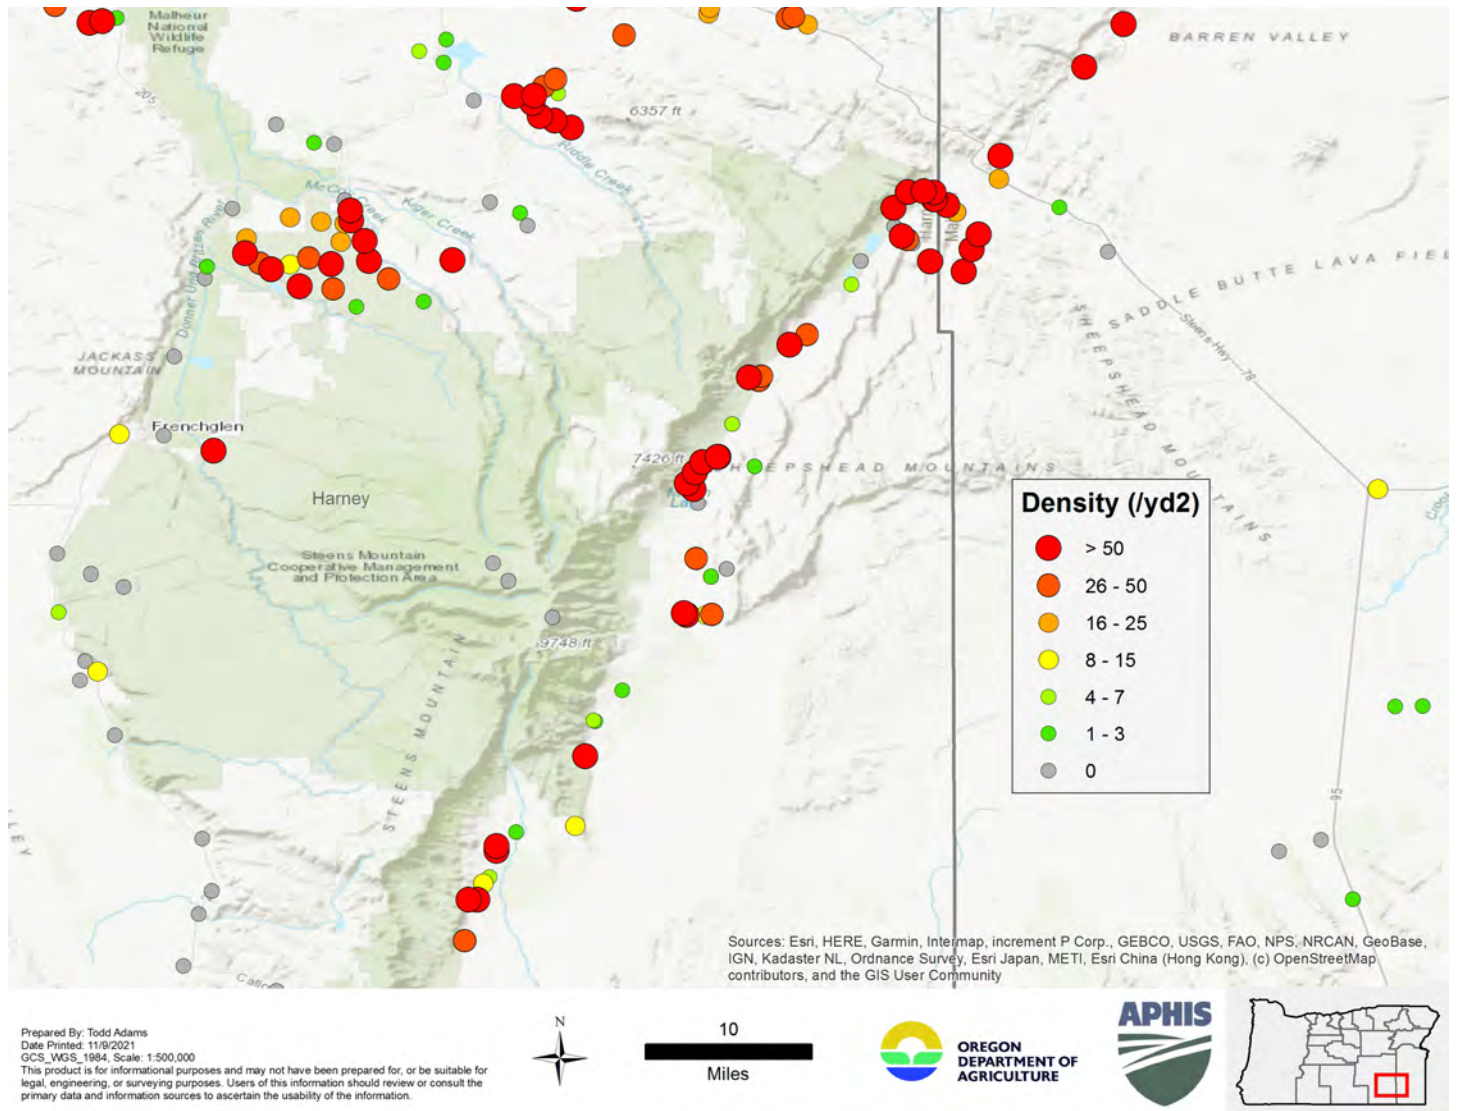 Malheur
National
Wildlife
Refuge
BARREN VALLEY
205
6357 ft
Riddle Creek
McCoy Creek
Kiger Creek
Donner Und Blitzen River
SADDLE BUTTE LAVA FIEL
Steens Hwy
78
JACKASS
MOUNTAIN
Frenchglen
7426 ft
SHEEPSHEAD MOUNTAINS
SHEEPSHEAD MOUNTAINS
Harney
Steens Mountain
Cooperative Management
and Protection Area
9748 ft
STEENS MOUNTAIN
Density (/yd2)
> 50
26 - 50
16 - 25
8 - 15
4 - 7
1 - 3
0
95
LEY
Sources: Esri, HERE, Garmin, Intermap, increment P Corp., GEBCO, USGS, FAO, NPS, NRCAN, GeoBase,
IGN, Kadaster NL, Ordnance Survey, Esri Japan, METI, Esri China (Hong Kong), (c) OpenStreetMap
contributors, and the GIS User Community
Prepared By: Todd Adams
Date Printed: 11/9/2021
GCS_WGS_1984, Scale: 1:500,000
This product is for informational purposes and may not have been prepared for, or be suitable for
legal, engineering, or surveying purposes. Users of this information should review or consult the
primary data and information sources to ascertain the usability of the information.
N
10
Miles
OREGON
DEPARTMENT OF
AGRICULTURE
APHIS